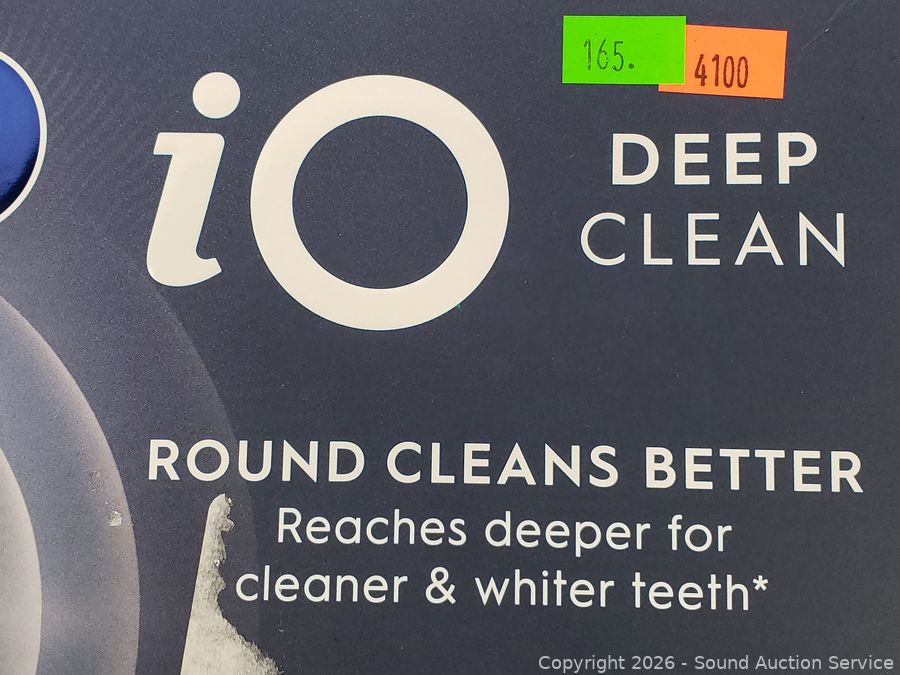 165.
4100
iO
DEEP
CLEAN
ROUND CLEANS BETTER
Reaches deeper for
cleaner & whiter teeth*
Copyright 2026 - Sound Auction Service